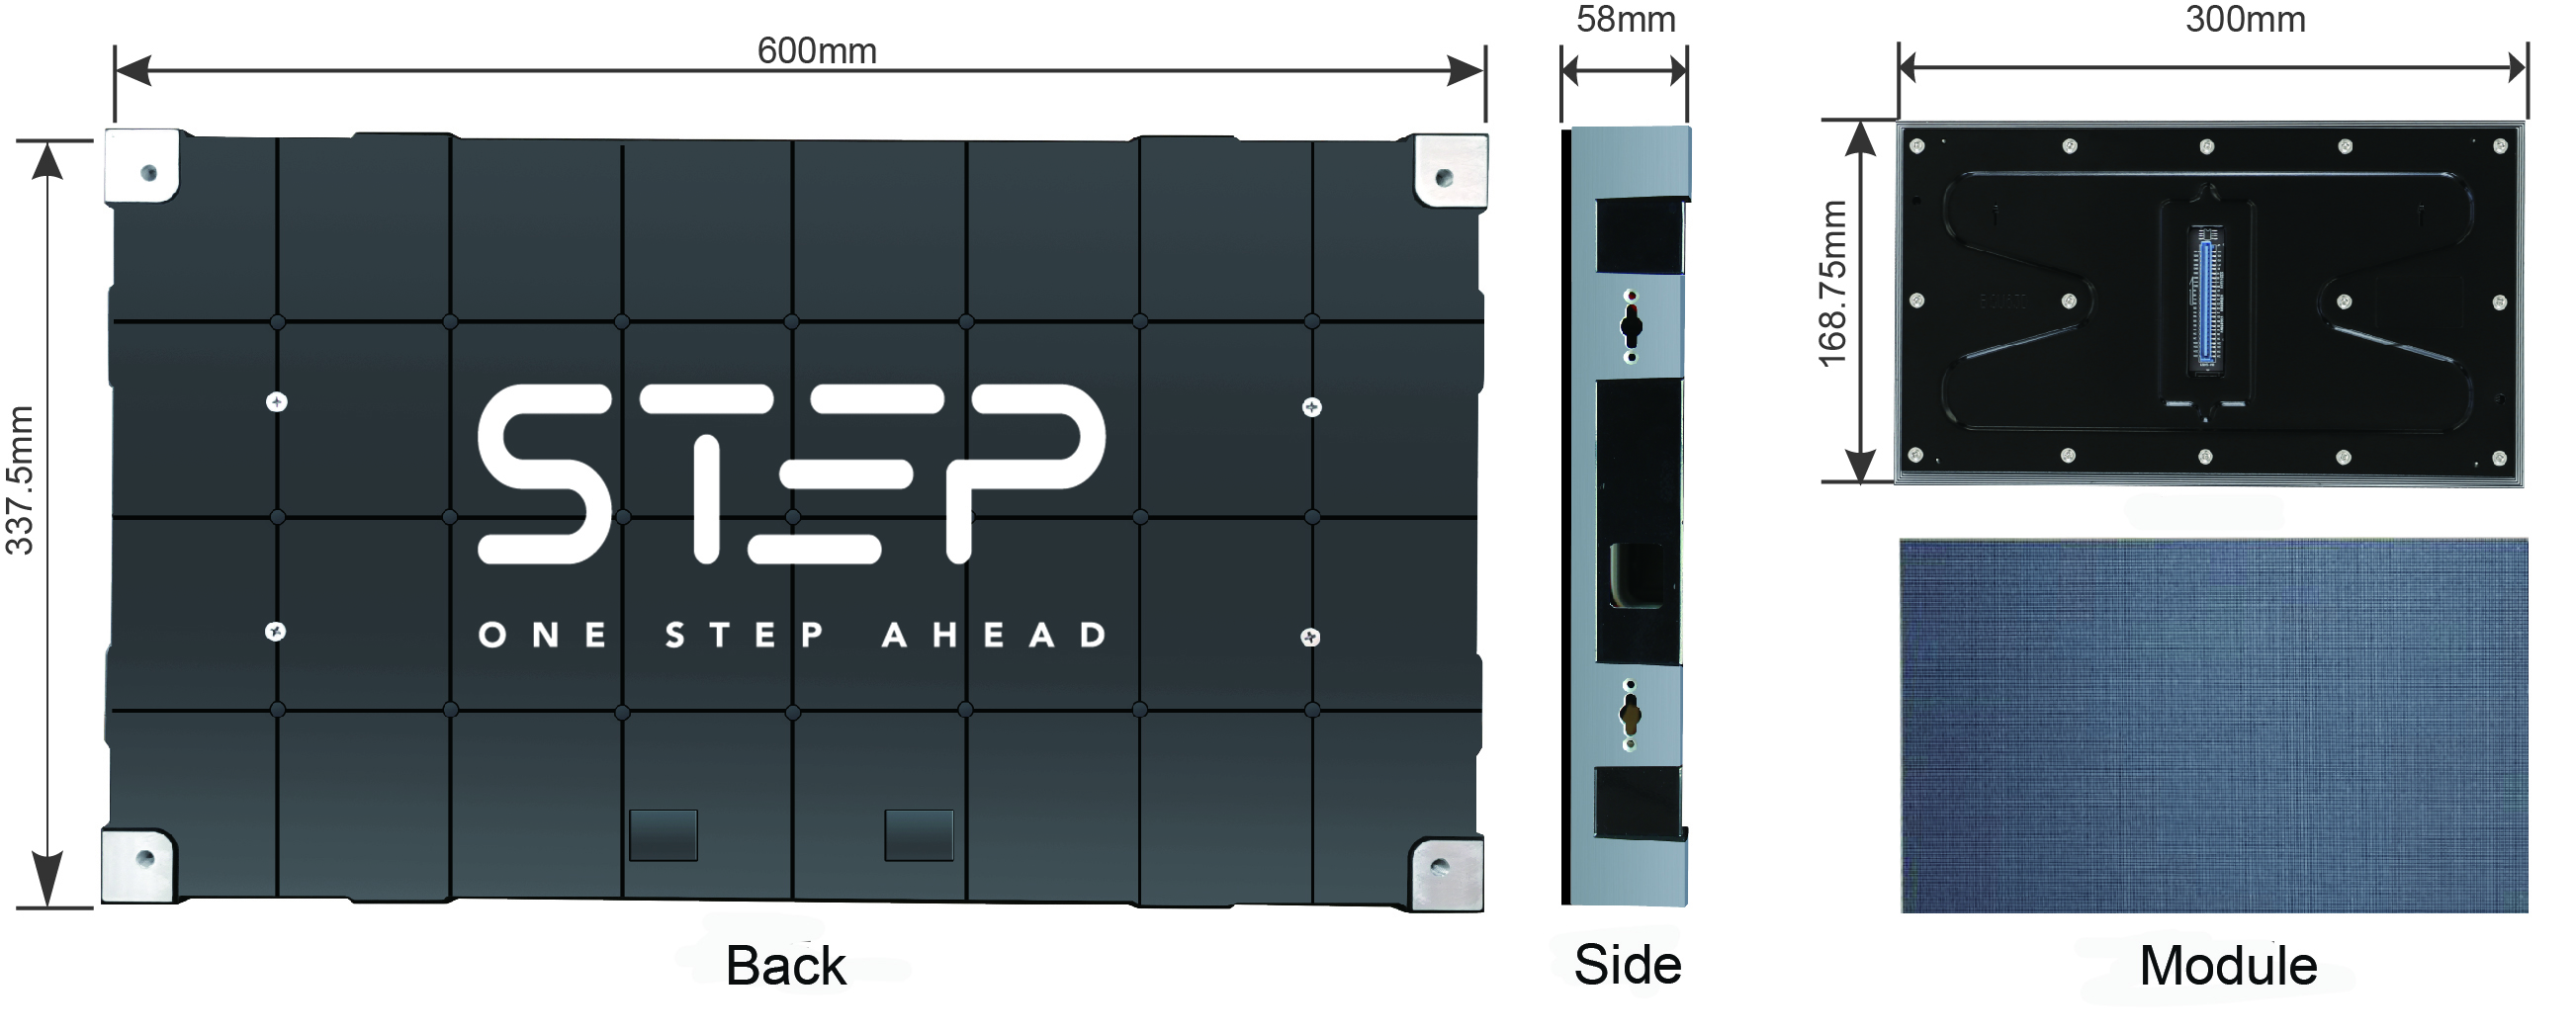 600mm
58mm
300mm
337.5mm
168.75mm
STEP
ONE STEP AHEAD
Back
Side
Module